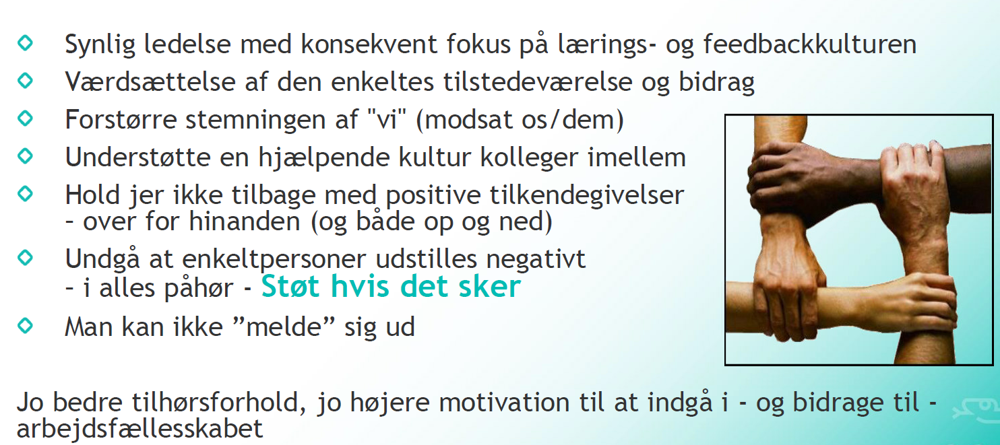 Synlig ledelse med konsekvent fokus på lærings- og feedbackkulturen
Værdsættelse af den enkeltes tilstedeværelse og bidrag
Forstørre stemningen af "vi" (modsat os/dem)
Understøtte en hjælpende kultur kolleger imellem
Hold jer ikke tilbage med positive tilkendegivelser
– over for hinanden (og både op og ned)
Undgå at enkeltpersoner udstilles negativt
– i alles påhør - Støt hvis det sker
Man kan ikke ”melde” sig ud
Jo bedre tilhørsforhold, jo højere motivation til at indgå i - og bidrage til -
arbejdsfællesskabet